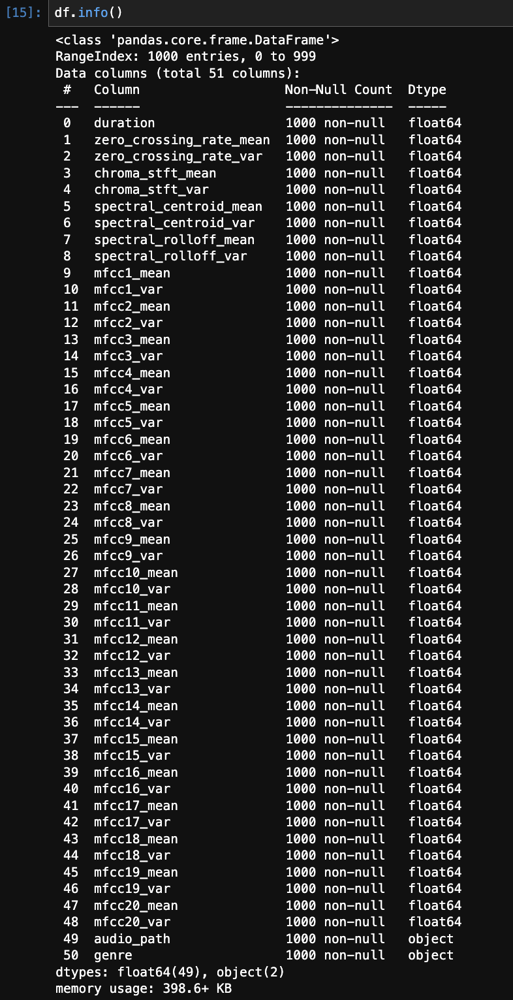 [15]: df.info()
<class 'pandas.core.frame.DataFrame'>
RangeIndex: 1000 entries, 0 to 999
Data columns (total 51 columns):
 #   Column                   Non-Null Count  Dtype
---  ------                   --------------  -----
 0   duration                 1000 non-null   float64
 1   zero_crossing_rate_mean  1000 non-null   float64
 2   zero_crossing_rate_var   1000 non-null   float64
 3   chroma_stft_mean         1000 non-null   float64
 4   chroma_stft_var          1000 non-null   float64
 5   spectral_centroid_mean   1000 non-null   float64
 6   spectral_centroid_var    1000 non-null   float64
 7   spectral_rolloff_mean    1000 non-null   float64
 8   spectral_rolloff_var     1000 non-null   float64
 9   mfcc1_mean               1000 non-null   float64
 10  mfcc1_var                1000 non-null   float64
 11  mfcc2_mean               1000 non-null   float64
 12  mfcc2_var                1000 non-null   float64
 13  mfcc3_mean               1000 non-null   float64
 14  mfcc3_var                1000 non-null   float64
 15  mfcc4_mean               1000 non-null   float64
 16  mfcc4_var                1000 non-null   float64
 17  mfcc5_mean               1000 non-null   float64
 18  mfcc5_var                1000 non-null   float64
 19  mfcc6_mean               1000 non-null   float64
 20  mfcc6_var                1000 non-null   float64
 21  mfcc7_mean               1000 non-null   float64
 22  mfcc7_var                1000 non-null   float64
 23  mfcc8_mean               1000 non-null   float64
 24  mfcc8_var                1000 non-null   float64
 25  mfcc9_mean               1000 non-null   float64
 26  mfcc9_var                1000 non-null   float64
 27  mfcc10_mean              1000 non-null   float64
 28  mfcc10_var               1000 non-null   float64
 29  mfcc11_mean              1000 non-null   float64
 30  mfcc11_var               1000 non-null   float64
 31  mfcc12_mean              1000 non-null   float64
 32  mfcc12_var               1000 non-null   float64
 33  mfcc13_mean              1000 non-null   float64
 34  mfcc13_var               1000 non-null   float64
 35  mfcc14_mean              1000 non-null   float64
 36  mfcc14_var               1000 non-null   float64
 37  mfcc15_mean              1000 non-null   float64
 38  mfcc15_var               1000 non-null   float64
 39  mfcc16_mean              1000 non-null   float64
 40  mfcc16_var               1000 non-null   float64
 41  mfcc17_mean              1000 non-null   float64
 42  mfcc17_var               1000 non-null   float64
 43  mfcc18_mean              1000 non-null   float64
 44  mfcc18_var               1000 non-null   float64
 45  mfcc19_mean              1000 non-null   float64
 46  mfcc19_var               1000 non-null   float64
 47  mfcc20_mean              1000 non-null   float64
 48  mfcc20_var               1000 non-null   float64
 49  audio_path               1000 non-null   object
 50  genre                    1000 non-null   object
dtypes: float64(49), object(2)
memory usage: 398.6+ KB